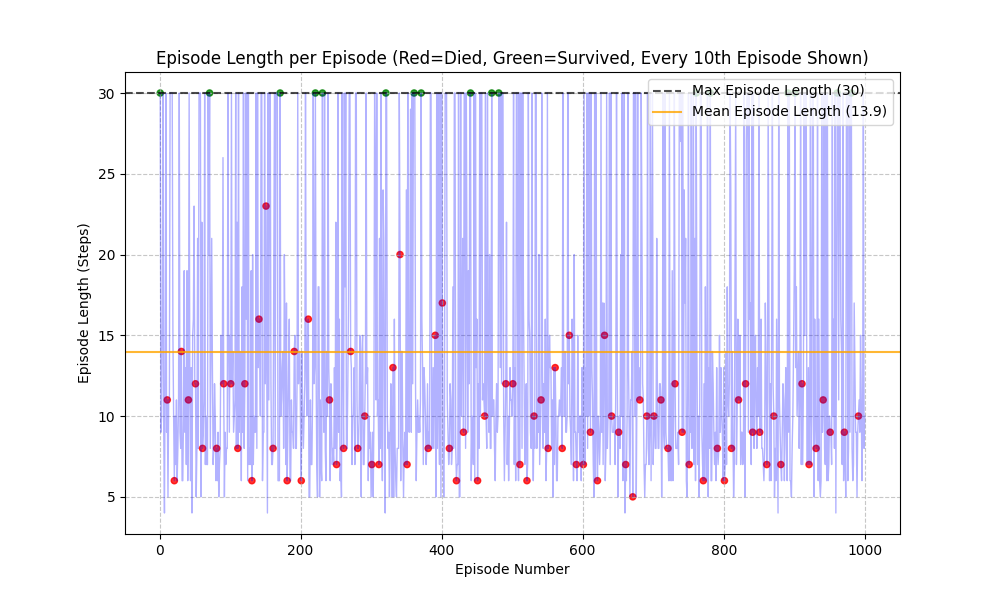 Episode Length per Episode (Red=Died, Green=Survived, Every 10th Episode Shown)
Max Episode Length (30)
Mean Episode Length (13.9)
Episode Length (Steps)
30
25
20
15
10
5
0
200
400
600
800
1000
Episode Number